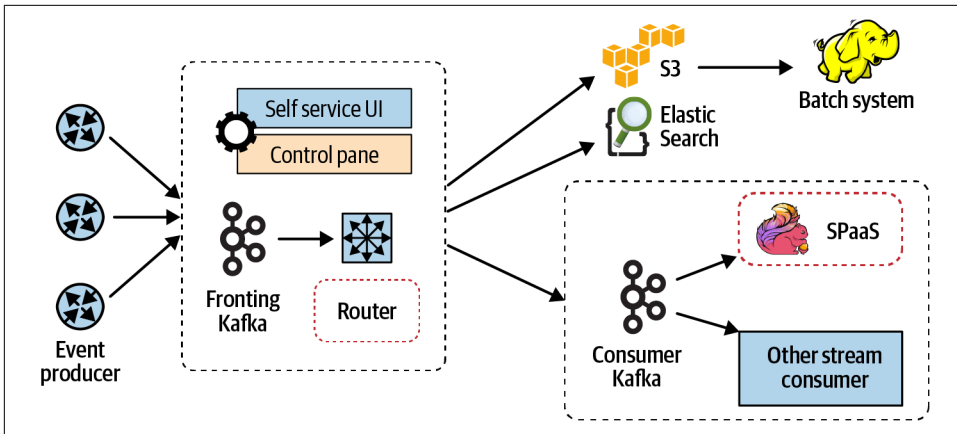 Event
producer
Self service UI
Control pane
Fronting
Kafka
Router
S3
Batch system
Elastic
Search
Consumer
Kafka
SPaaS
Other stream
consumer